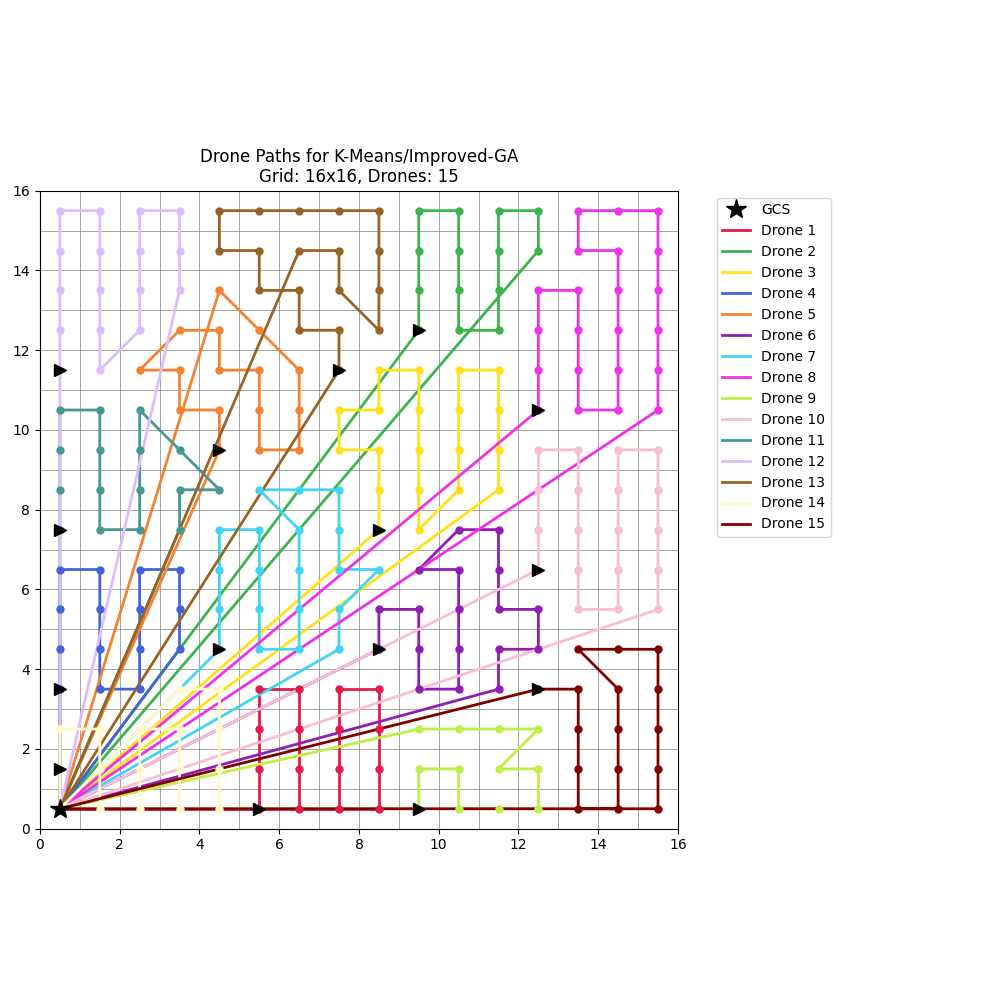 Drone Paths for K-Means/Improved-GA
Grid: 16x16, Drones: 15
16
14
12
10
8
6
4
2
0
0 2 4 6 8 10 12 14 16
GCS
Drone 1
Drone 2
Drone 3
Drone 4
Drone 5
Drone 6
Drone 7
Drone 8
Drone 9
Drone 10
Drone 11
Drone 12
Drone 13
Drone 14
Drone 15